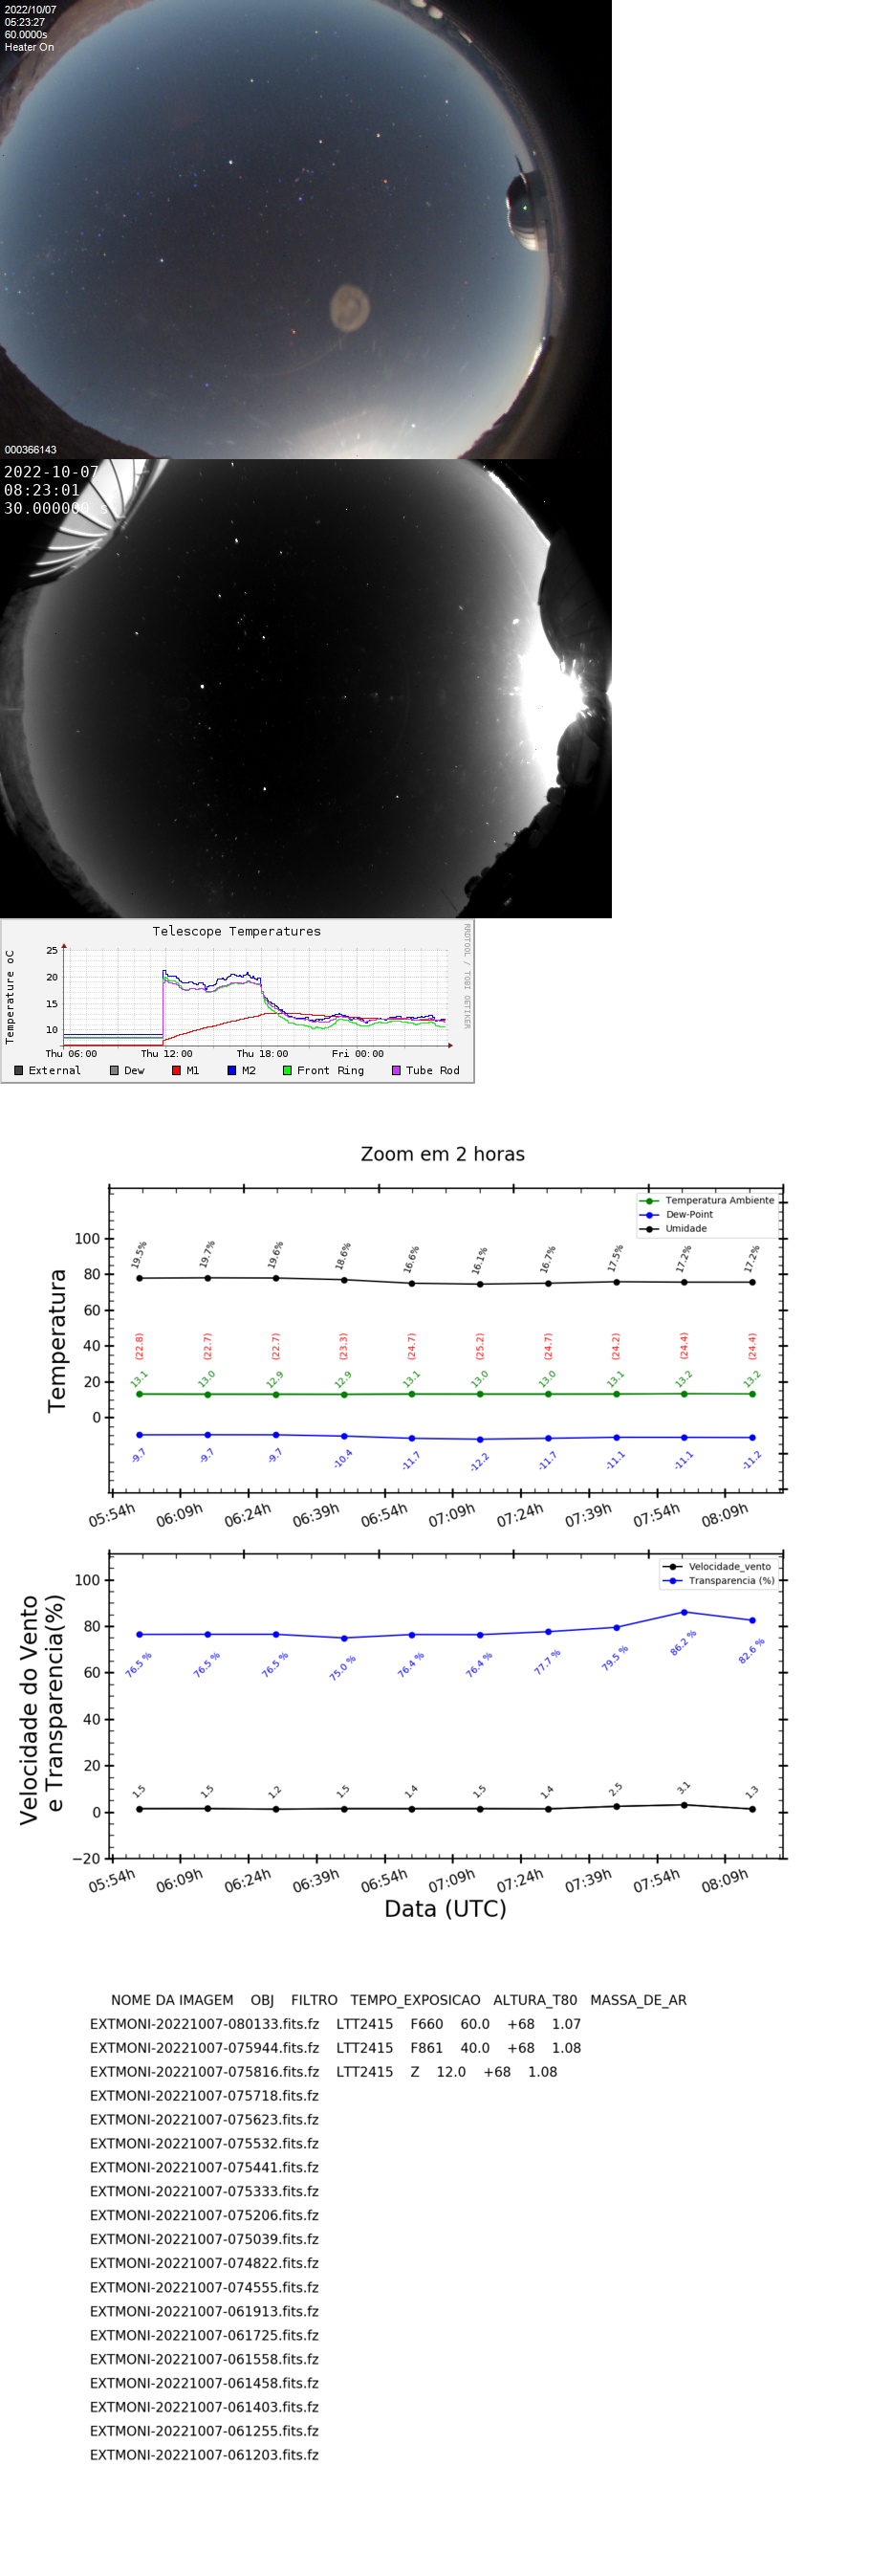 2022/10/07
05:23:27
60.0000s
Heater On
000366143
2022-10-07
08:23:01
30.000000 s
Telescope Temperatures
RRDTOOL / TOBI OETIKER
Temperature oC
25
20
15
10
Thu 06:00 Thu 12:00 Thu 18:00 Fri 00:00
External Dew M1 M2 Front Ring Tube Rod
Zoom em 2 horas
Temperatura Ambiente
Dew-Point
Umidade
Temperatura
100
80
60
40
20
0
19.5% 19.7% 19.6% 18.6% 16.6% 16.1% 16.7% 17.5% 17.2% 17.2%
(22.8) (22.7) (22.7) (23.3) (24.7) (25.2) (24.7) (24.2) (24.4) (24.4)
13.1 13.0 12.9 12.9 13.1 13.0 13.0 13.1 13.2 13.2
-9.7 -9.7 -9.7 -10.4 -11.7 -12.2 -11.7 -11.1 -11.1 -11.2
05:54h 06:09h 06:24h 06:39h 06:54h 07:09h 07:24h 07:39h 07:54h 08:09h
Velocidade_vento
Transparencia (%)
Velocidade do Vento
e Transparencia(%)
100
80
60
40
20
0
−20
76.5 % 76.5 % 76.5 % 75.0 % 76.4 % 76.4 % 77.7 % 79.5 % 86.2 % 82.6 %
1.5 1.5 1.2 1.5 1.4 1.5 1.4 2.5 3.1 1.3
05:54h 06:09h 06:24h 06:39h 06:54h 07:09h 07:24h 07:39h 07:54h 08:09h
Data (UTC)
NOME DA IMAGEM OBJ FILTRO TEMPO_EXPOSICAO ALTURA_T80 MASSA_DE_AR
EXTMONI-20221007-080133.fits.fz LTT2415 F660 60.0 +68 1.07
EXTMONI-20221007-075944.fits.fz LTT2415 F861 40.0 +68 1.08
EXTMONI-20221007-075816.fits.fz LTT2415 Z 12.0 +68 1.08
EXTMONI-20221007-075718.fits.fz
EXTMONI-20221007-075623.fits.fz
EXTMONI-20221007-075532.fits.fz
EXTMONI-20221007-075441.fits.fz
EXTMONI-20221007-075333.fits.fz
EXTMONI-20221007-075206.fits.fz
EXTMONI-20221007-075039.fits.fz
EXTMONI-20221007-074822.fits.fz
EXTMONI-20221007-074555.fits.fz
EXTMONI-20221007-061913.fits.fz
EXTMONI-20221007-061725.fits.fz
EXTMONI-20221007-061558.fits.fz
EXTMONI-20221007-061458.fits.fz
EXTMONI-20221007-061403.fits.fz
EXTMONI-20221007-061255.fits.fz
EXTMONI-20221007-061203.fits.fz